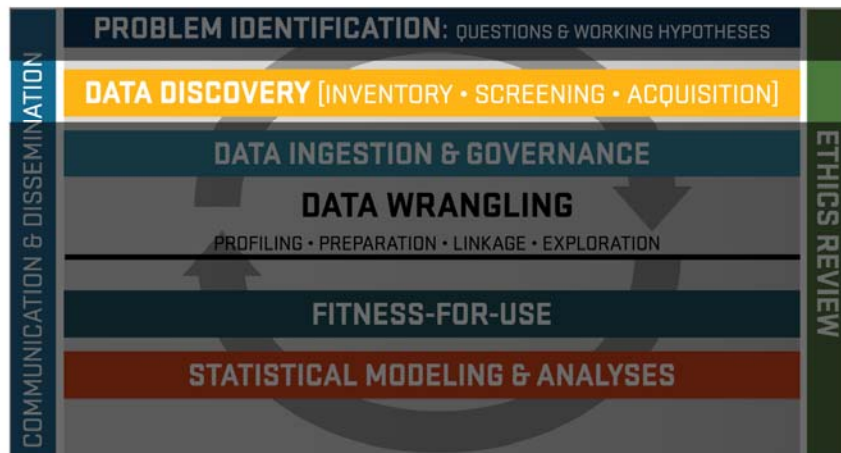 PROBLEM IDENTIFICATION: QUESTIONS & WORKING HYPOTHESES
DATA DISCOVERY [INVENTORY • SCREENING • ACQUISITION]
DATA INGESTION & GOVERNANCE
DATA WRANGLING
PROFILING • PREPARATION • LINKAGE • EXPLORATION
FITNESS-FOR-USE
STATISTICAL MODELING & ANALYSES
COMMUNICATION & DISSEMINATION
ETHICS REVIEW